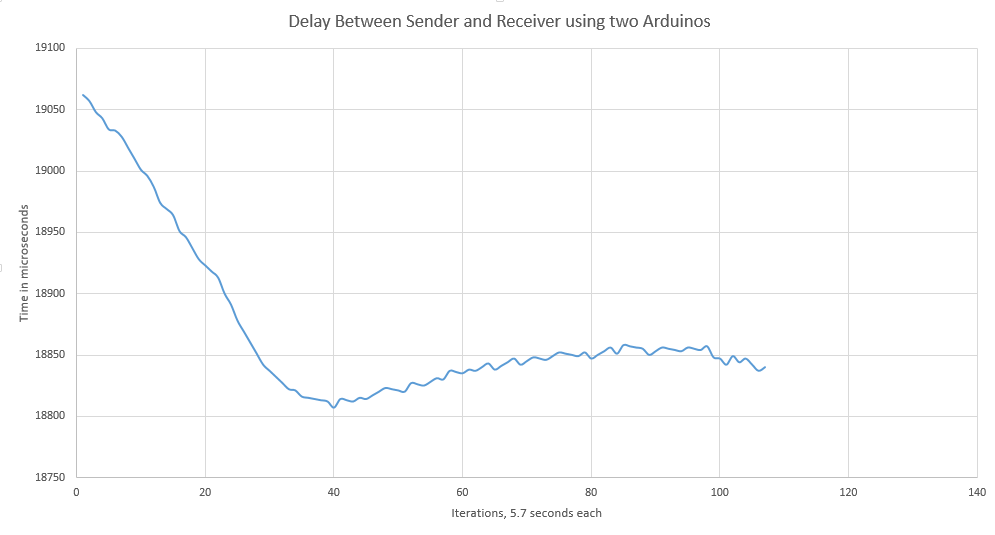 Delay Between Sender and Receiver using two Arduinos
19100
19050
19000
18950
18900
18850
18800
18750
Time in microseconds
0 20 40 60 80 100 120 140
Iterations, 5.7 seconds each